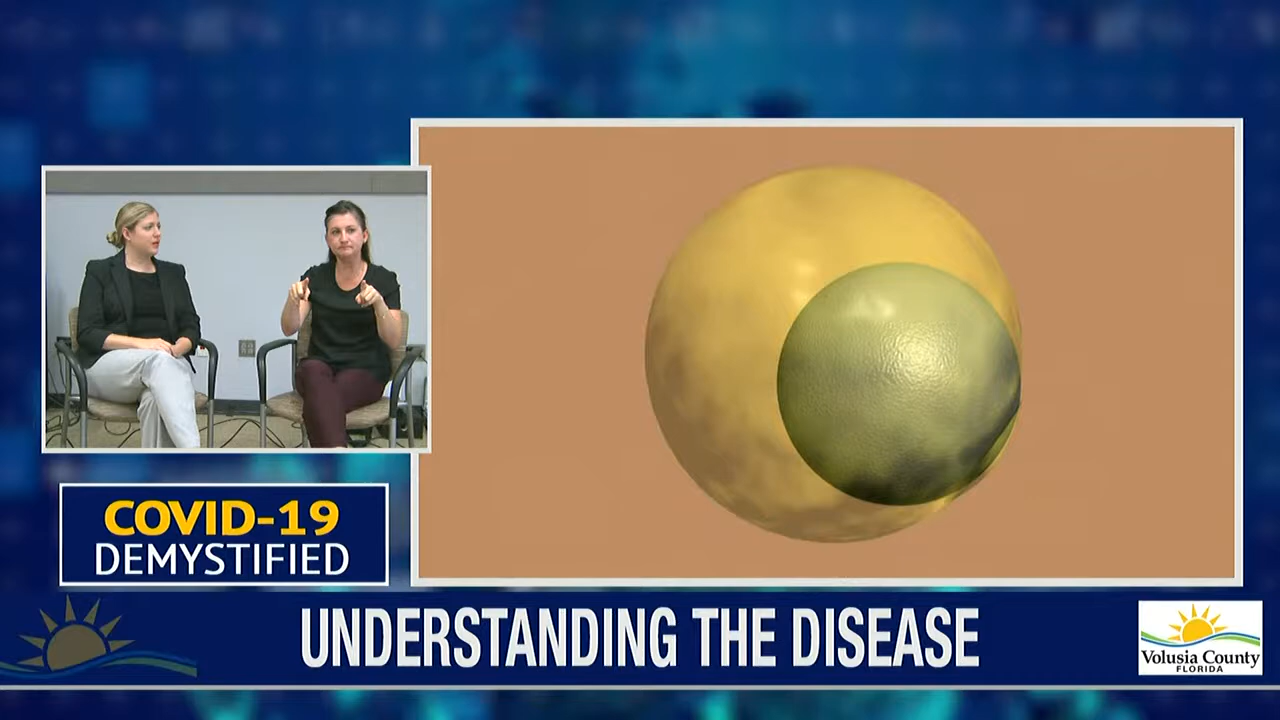 COVID-19
DEMYSTIFIED
UNDERSTANDING THE DISEASE
Volusia County
FLORIDA